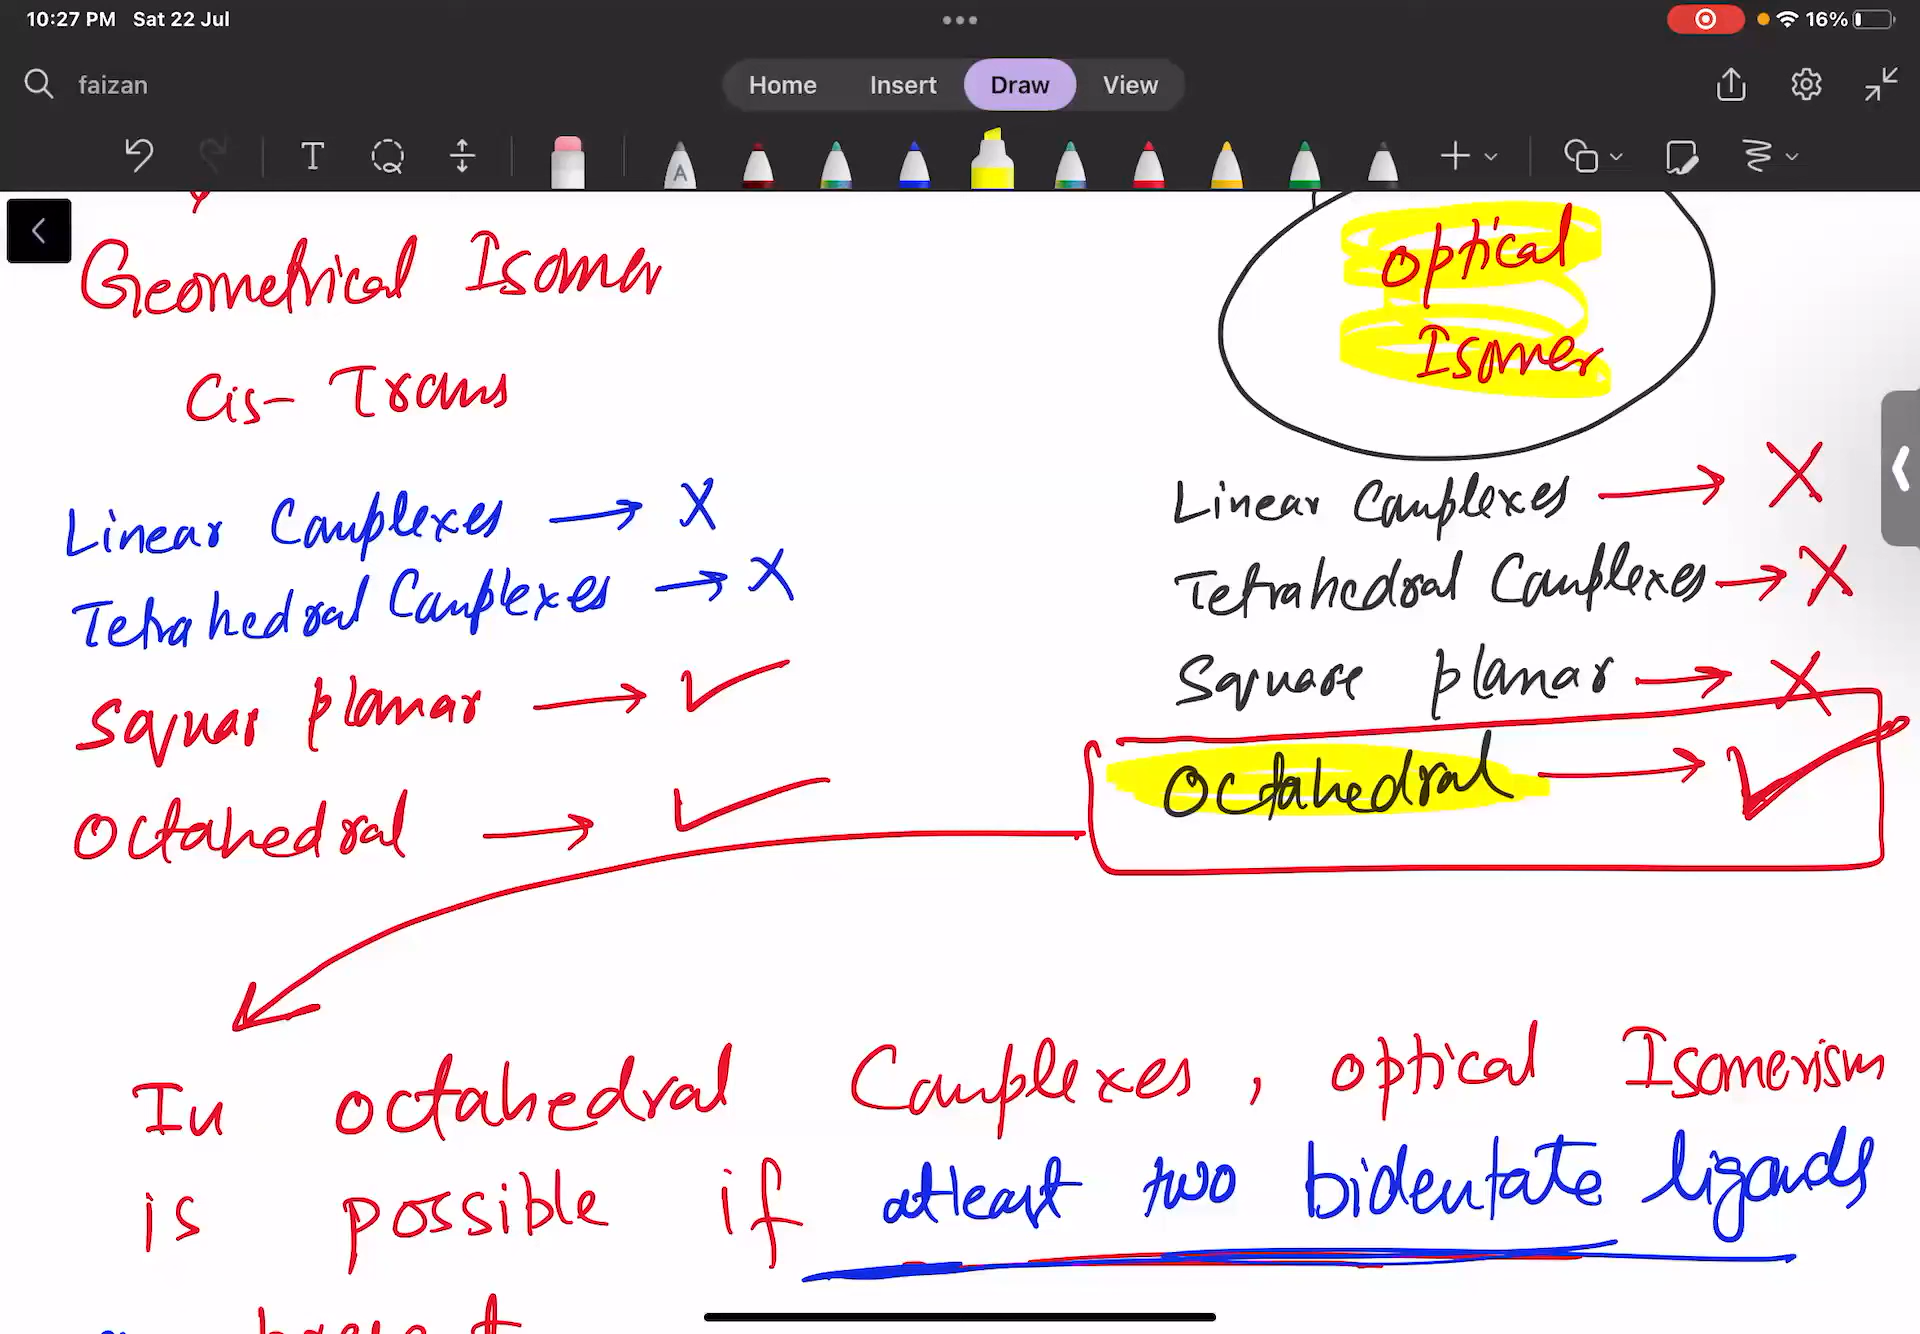 10:27 PM Sat 22 Jul
16%
faizan
Home Insert Draw View
T
A
Geometrical Isomer
Cis- Trans
Linear Complexes → X
Tetrahedral Complexes → X
Squar planar → ✓
Octahedral → ✓
optical
Isomer
Linear Complexes → X
Tetrahedral Complexes → X
Square planar → X
Octahedral → ✓
In octahedral Complexes, optical Isomerism
is possible if atleast two bidentate ligands